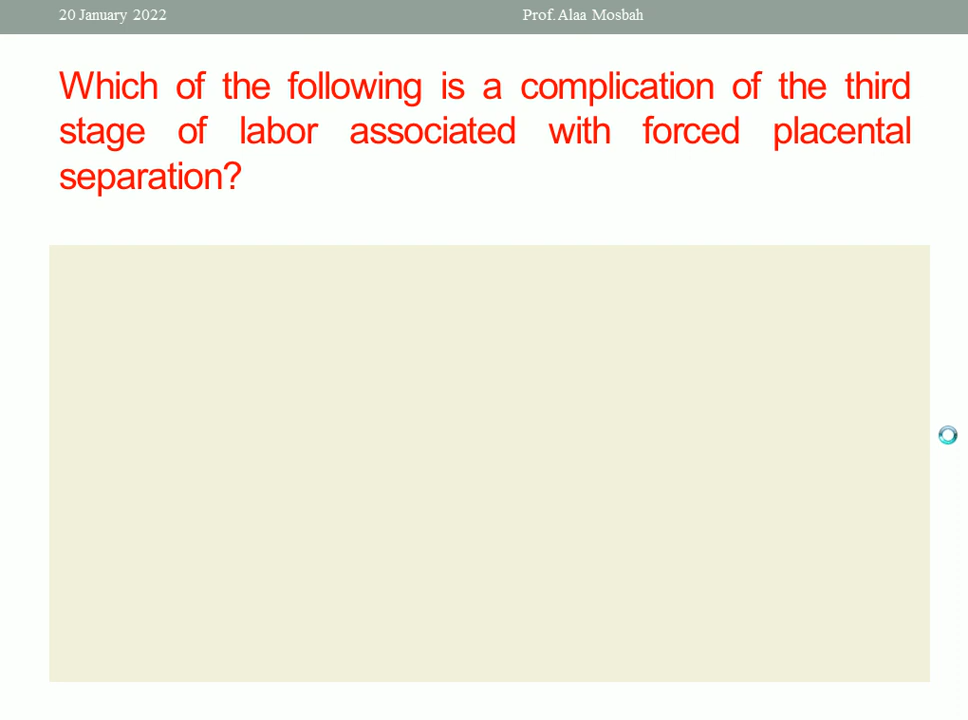 20 January 2022 Prof. Alaa Mosbah
Which of the following is a complication of the third
stage of labor associated with forced placental
separation?